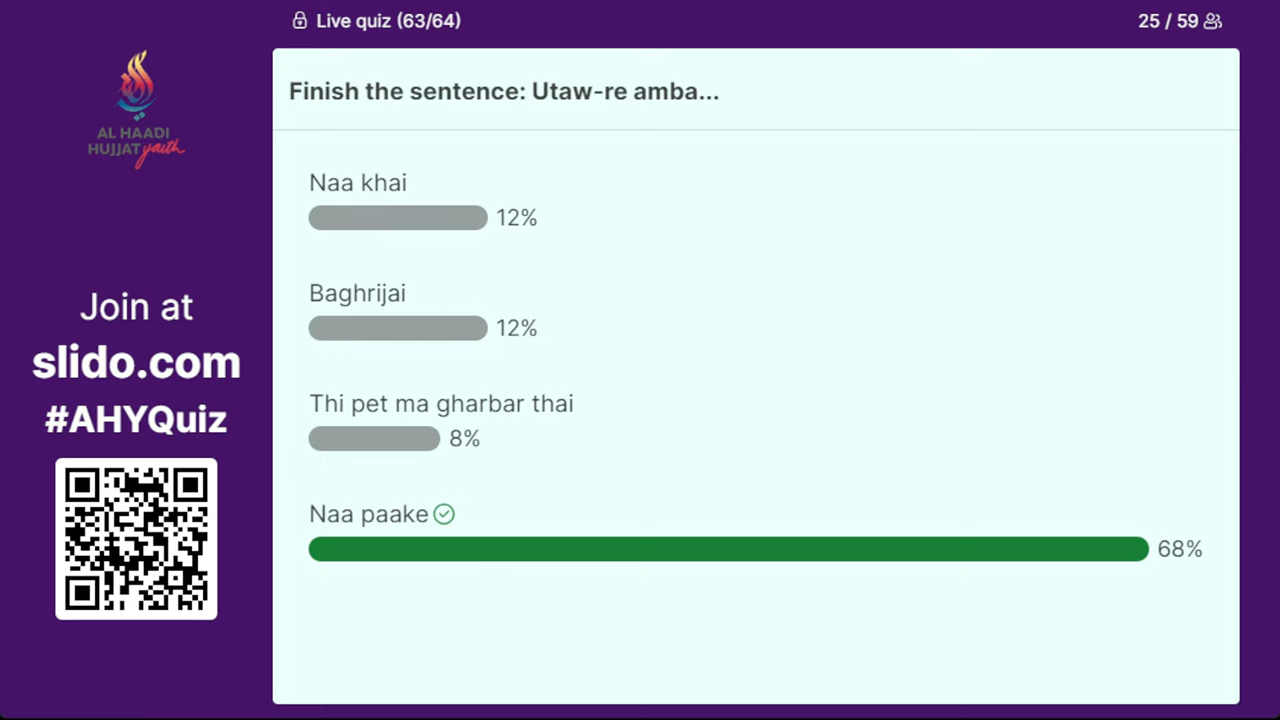 Live quiz (63/64)
25 / 59
AL HAADI
HUJJAT youth
Join at
slido.com
#AHYQuiz
Finish the sentence: Utaw-re amba...
Naa khai
12%
Baghrijai
12%
Thi pet ma gharbar thai
8%
Naa paake
68%